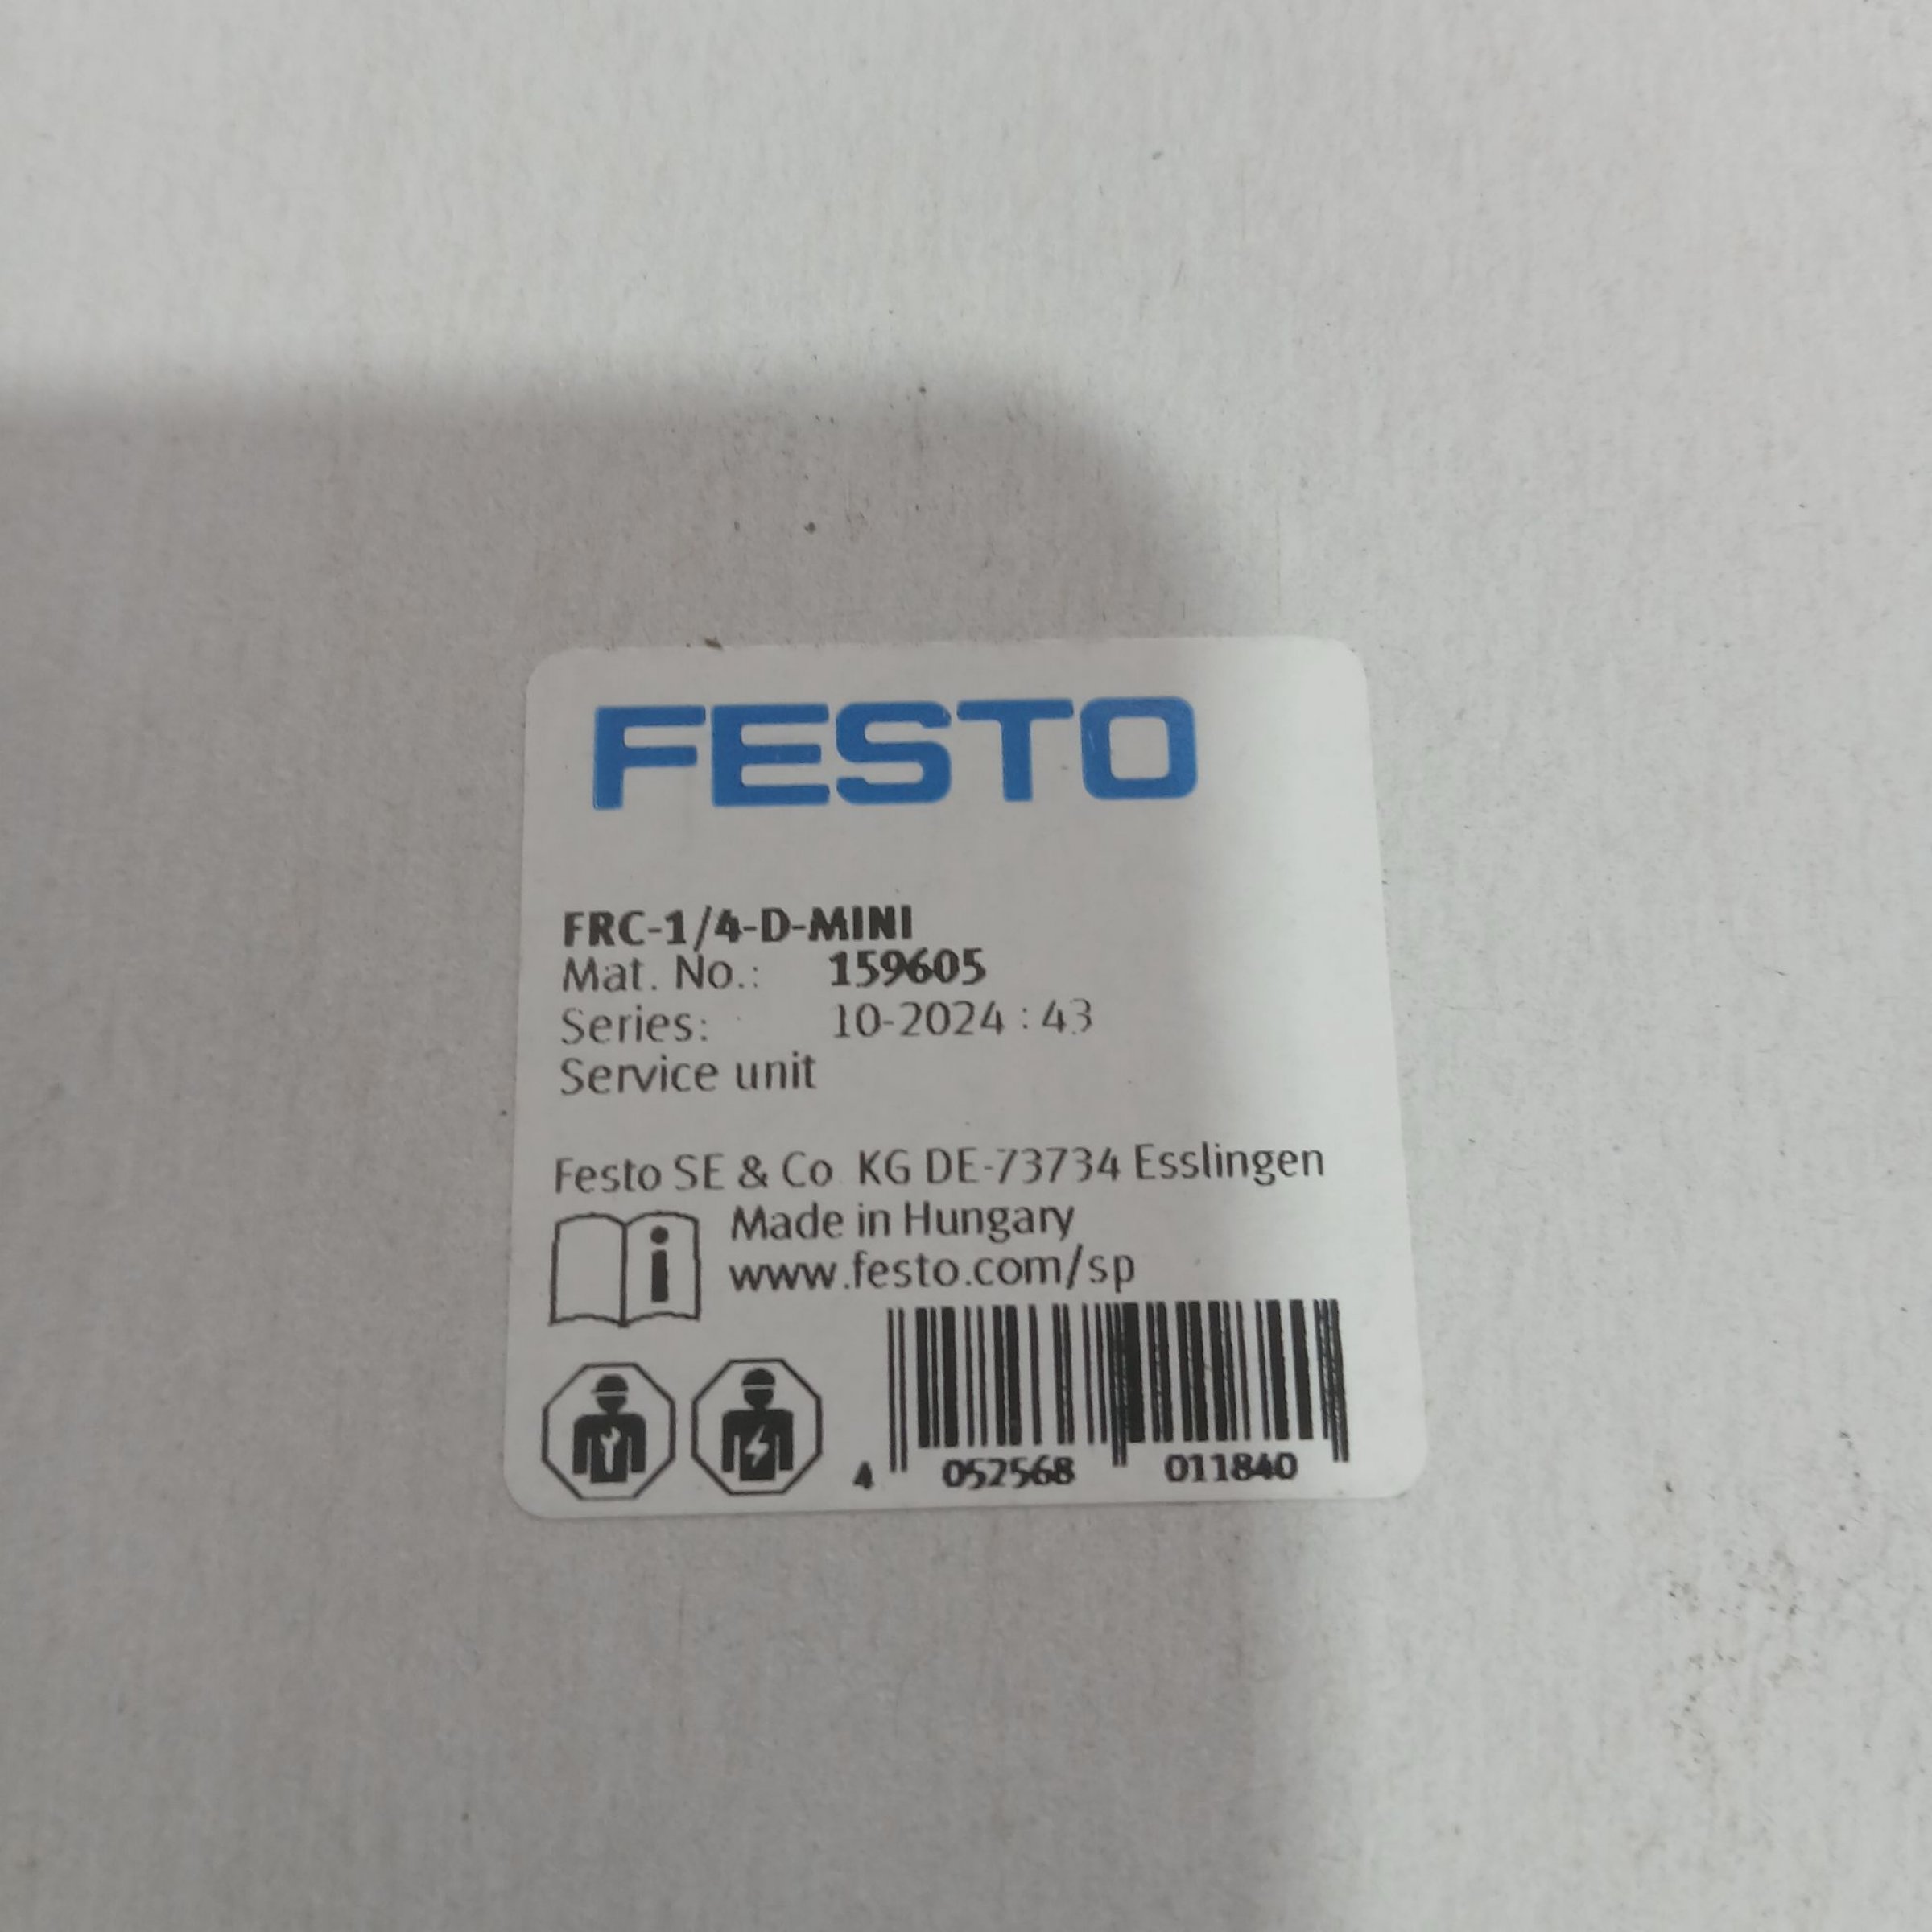 FESTO
FRC-1/4-D-MINI
Mat. No.: 159605
Series: 10-2024 : 43
Service unit
Festo SE & Co KG DE-73734 Esslingen
i
Made in Hungary
www.festo.com/sp
4 052568 011840